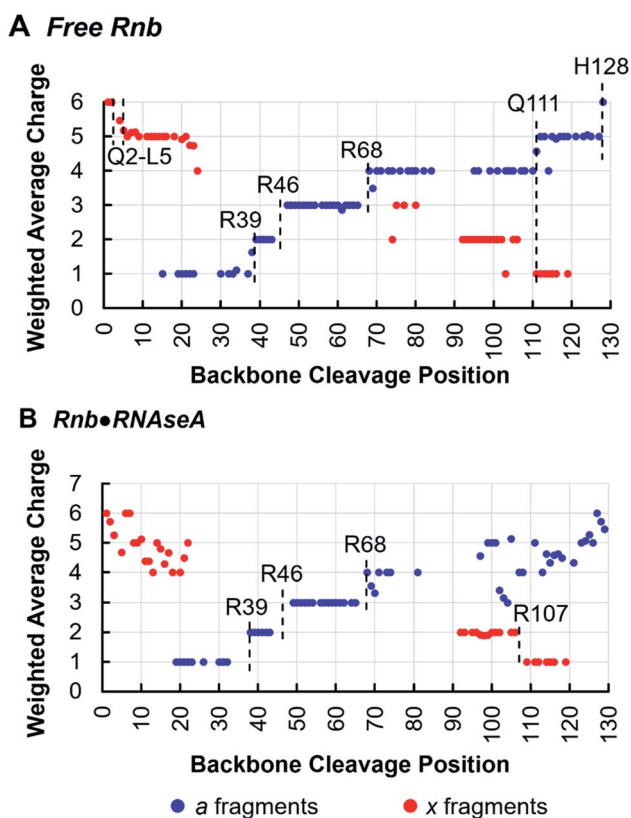 A Free Rnb
Weighted Average Charge
6
5
4
3
2
1
0
Q2-L5
R39
R46
R68
Q111
H128
0 10 20 30 40 50 60 70 80 90 100 110 120 130
Backbone Cleavage Position
B Rnb●RNAseA
Weighted Average Charge
7
6
5
4
3
2
1
0
R39
R46
R68
R107
0 10 20 30 40 50 60 70 80 90 100 110 120 130
Backbone Cleavage Position
a fragments x fragments